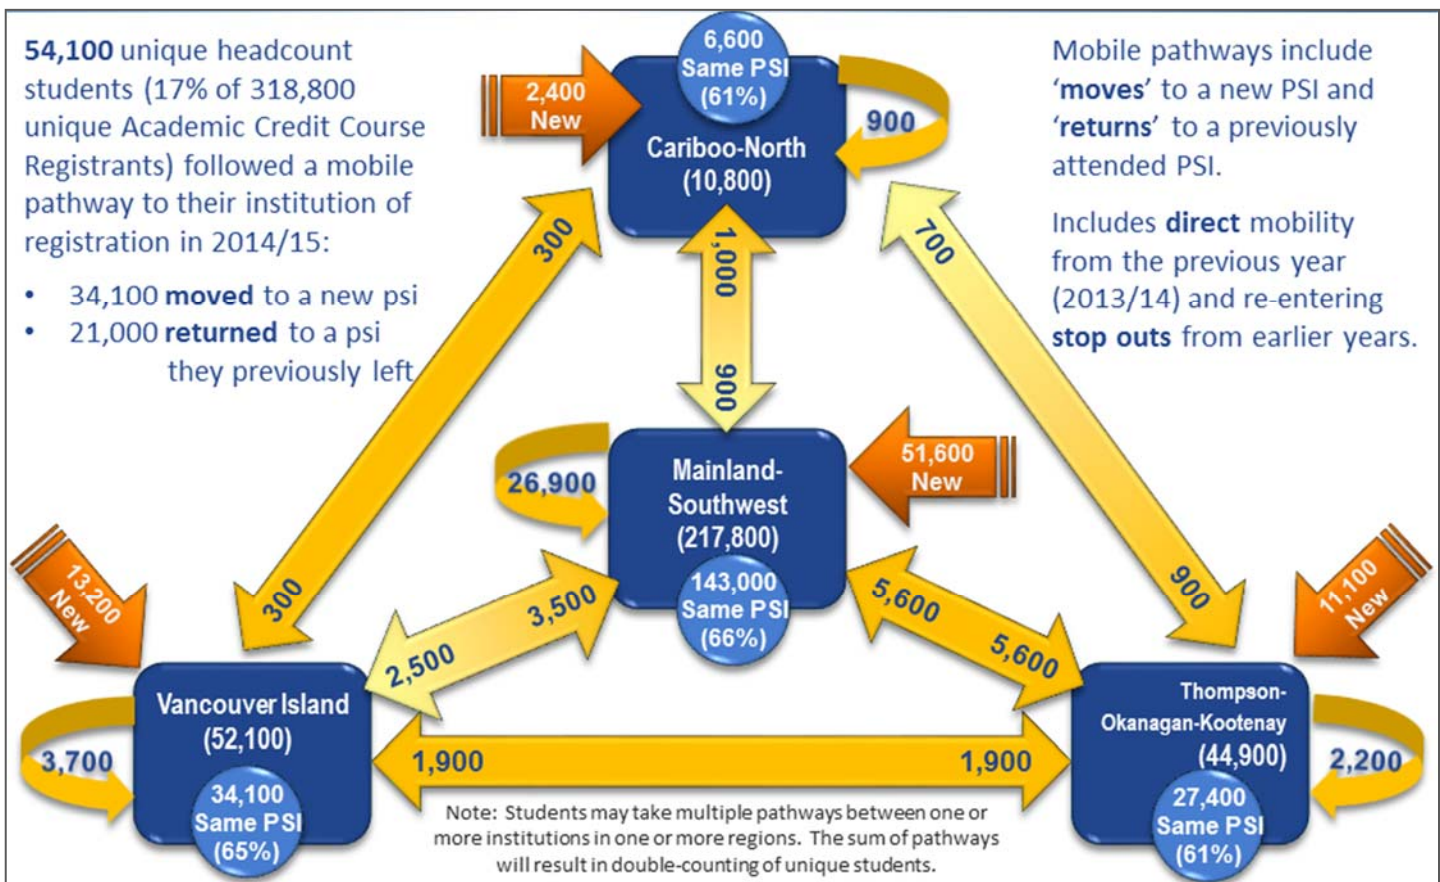 54,100 unique headcount
students (17% of 318,800
unique Academic Credit Course
Registrants) followed a mobile
pathway to their institution of
registration in 2014/15:
• 34,100 moved to a new psi
• 21,000 returned to a psi
they previously left
Mobile pathways include
‘moves’ to a new PSI and
‘returns’ to a previously
attended PSI.
Includes direct mobility
from the previous year
(2013/14) and re-entering
stop outs from earlier years.
6,600
Same PSI
(61%)
2,400
New
Cariboo-North
(10,800)
900
300
300
1,000
900
700
900
Mainland-
Southwest
(217,800)
143,000
Same PSI
(66%)
26,900
51,600
New
2,500
3,500
5,600
5,600
13,200
New
Vancouver Island
(52,100)
34,100
Same PSI
(65%)
3,700
1,900
1,900
11,100
New
Thompson-
Okanagan-Kootenay
(44,900)
27,400
Same PSI
(61%)
2,200
Note: Students may take multiple pathways between one or
more institutions in one or more regions. The sum of pathways
will result in double-counting of unique students.